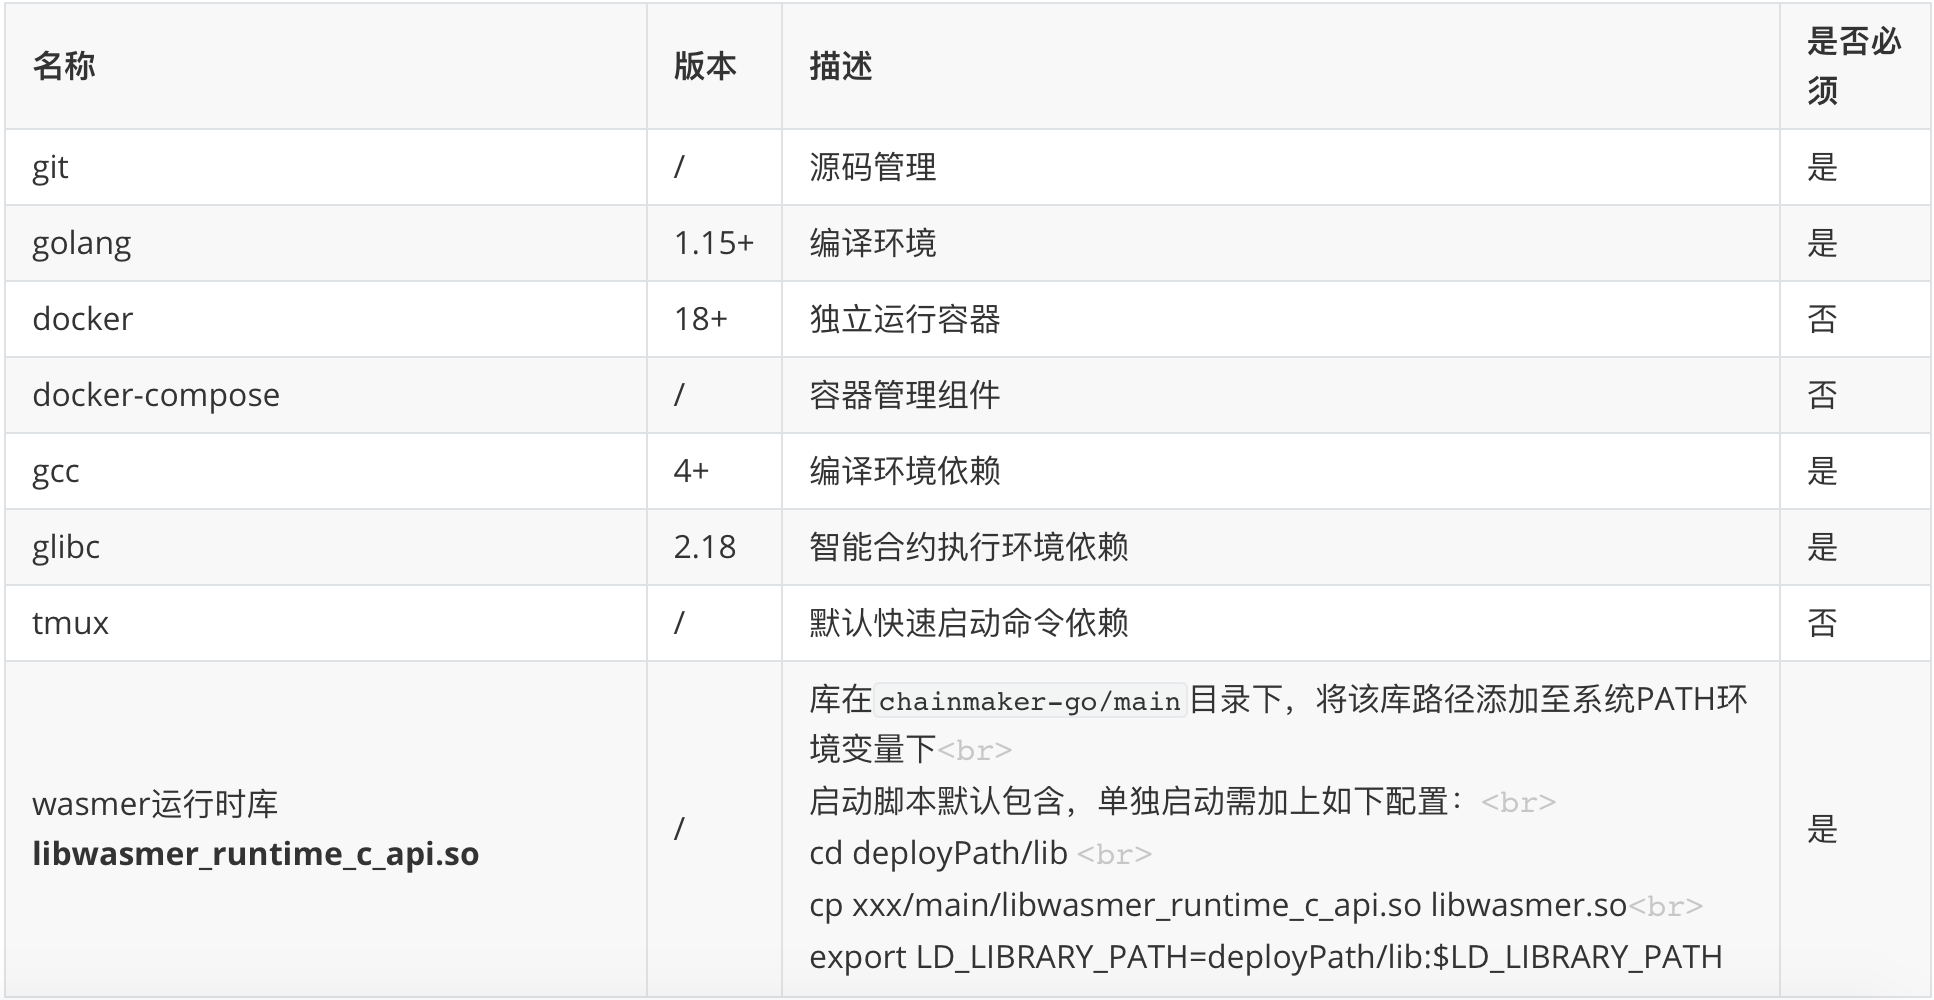 名称 版本 描述 是否必
须
git / 源码管理 是
golang 1.15+ 编译环境 是
docker 18+ 独立运行容器 否
docker-compose / 容器管理组件 否
gcc 4+ 编译环境依赖 是
glibc 2.18 智能合约执行环境依赖 是
tmux / 默认快速启动命令依赖 否
wasmer运行时库
libwasmer_runtime_c_api.so
/
库在chainmaker-go/main目录下，将该库路径添加至系统PATH环
境变量下<br>
启动脚本默认包含，单独启动需加上如下配置：<br>
cd deployPath/lib <br>
cp xxx/main/libwasmer_runtime_c_api.so libwasmer.so<br>
export LD_LIBRARY_PATH=deployPath/lib:$LD_LIBRARY_PATH
是